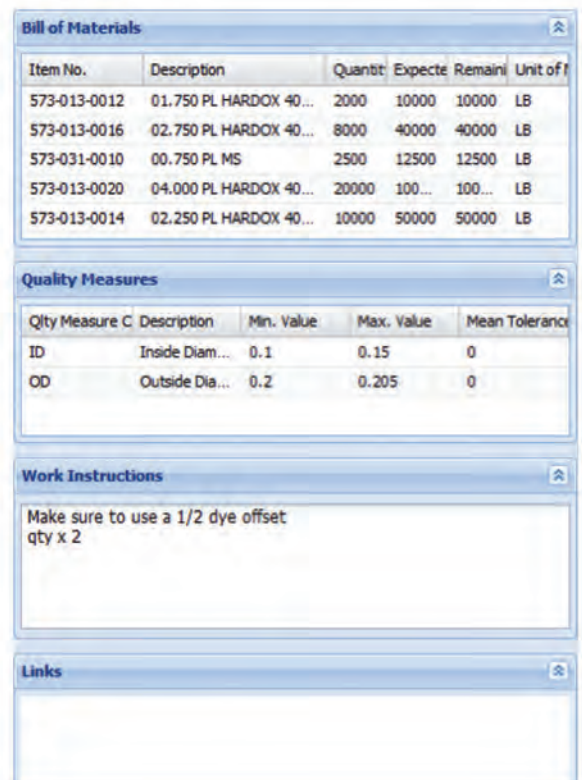 Bill of Materials
Item No. Description Quantit Expecte Remaini Unit of M
573-013-0012 01.750 PL HARDOX 40... 2000 10000 10000 LB
573-013-0016 02.750 PL HARDOX 40... 8000 40000 40000 LB
573-031-0010 00.750 PL MS 2500 12500 12500 LB
573-013-0020 04.000 PL HARDOX 40... 20000 100... 100... LB
573-013-0014 02.250 PL HARDOX 40... 10000 50000 50000 LB
Quality Measures
Qlty Measure C Description Min. Value Max. Value Mean Tolerance
ID Inside Diam... 0.1 0.15 0
OD Outside Dia... 0.2 0.205 0
Work Instructions
Make sure to use a 1/2 dye offset
qty x 2
Links